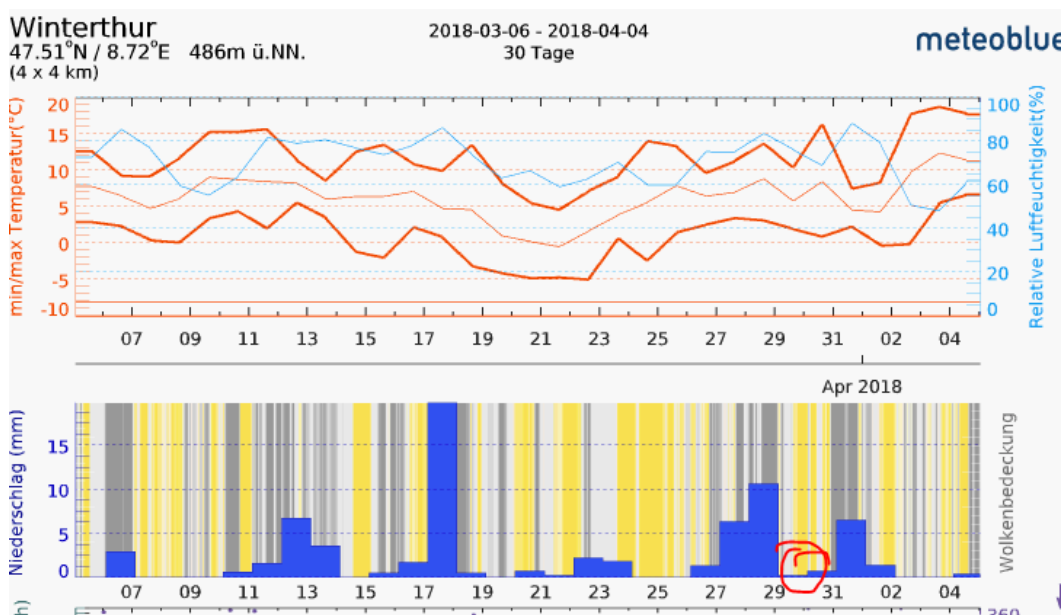 Winterthur
2018-03-06 - 2018-04-04
meteoblue
47.51°N / 8.72°E 486m ü.NN.
30 Tage
(4 x 4 km)
min/max Temperatur(°C)
20
15
10
5
0
-5
-10
100
80
60
40
20
0
Relative Luftfeuchtigkeit(%)
07 09 11 13 15 17 19 21 23 25 27 29 31 02 04
Apr 2018
Niederschlag (mm)
15
10
5
0
Wolkenbedeckung
07 09 11 13 15 17 19 21 23 25 27 29 31 02 04
h)
360